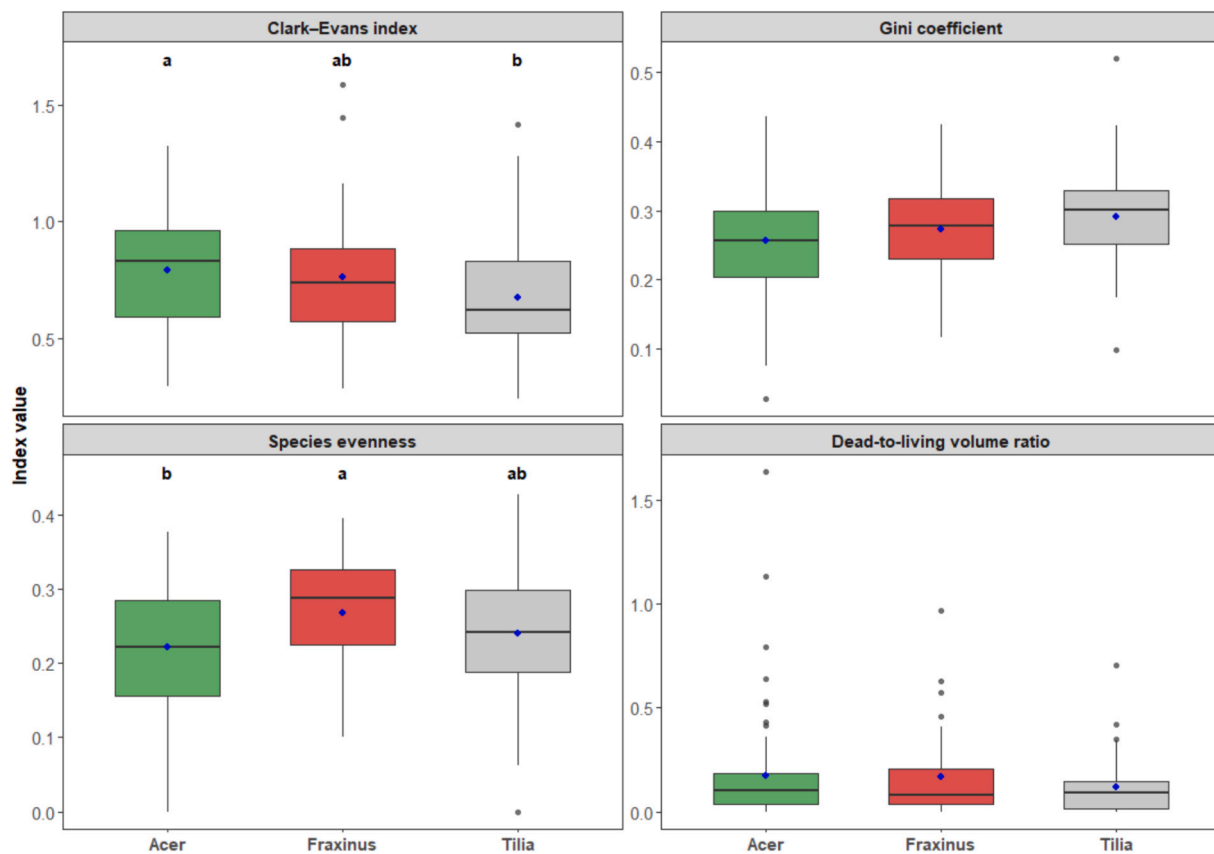 Clark–Evans index
a ab b
1.5
1.0
0.5
Gini coefficient
0.5
0.4
0.3
0.2
0.1
Index value
Species evenness
b a ab
0.4
0.3
0.2
0.1
0.0
Acer Fraxinus Tilia
Dead-to-living volume ratio
1.5
1.0
0.5
0.0
Acer Fraxinus Tilia